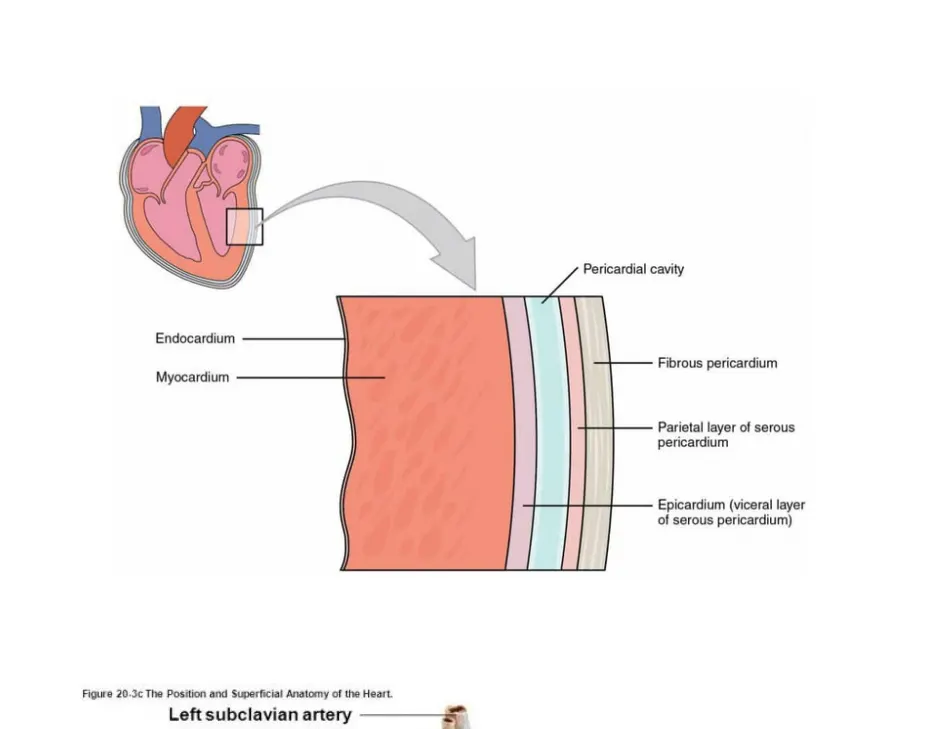 Pericardial cavity
Endocardium
Fibrous pericardium
Myocardium
Parietal layer of serous
pericardium
Epicardium (visceral layer
of serous pericardium)
Figure 20-3c The Position and Superficial Anatomy of the Heart.
Left subclavian artery